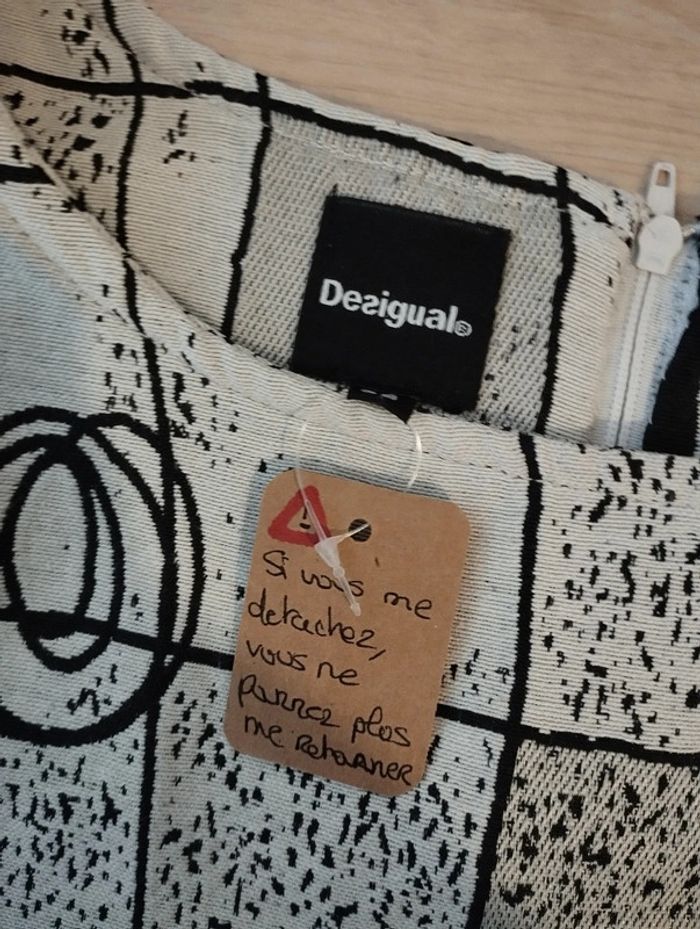 Desigual®
!
Si vous me
detachez,
vous ne
pourrez plus
me retourner